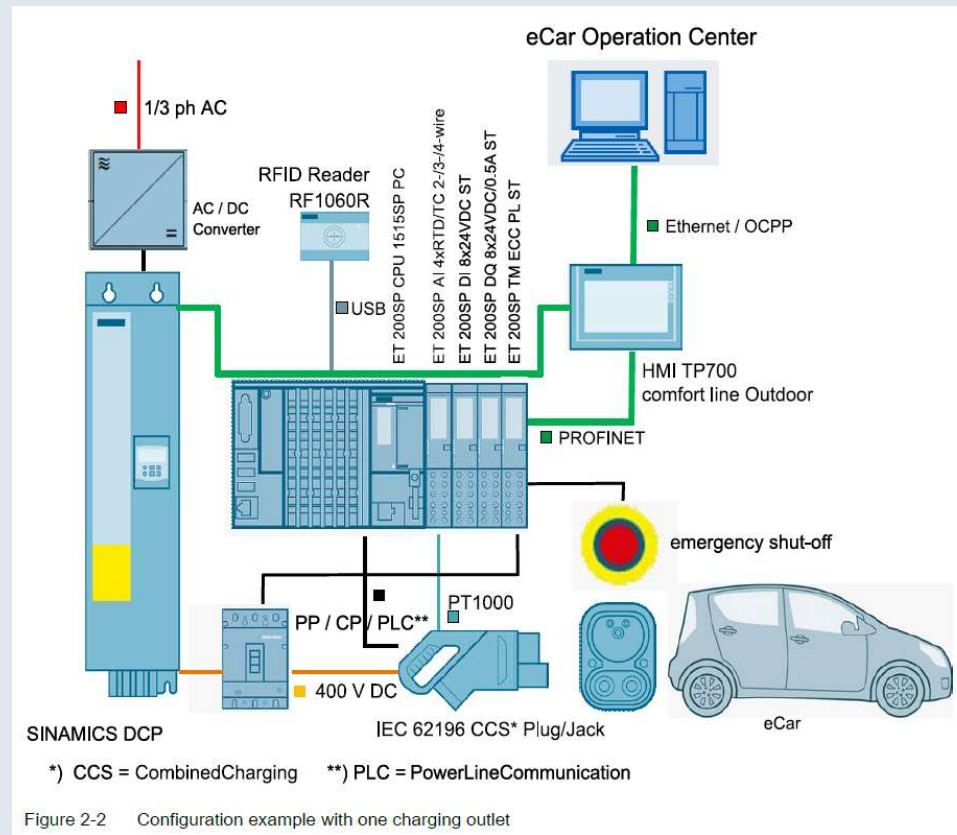 eCar Operation Center
1/3 ph AC
AC / DC
Converter
RFID Reader
RF1060R
USB
ET 200SP CPU 1515SP PC
ET 200SP AI 4xRTD/TC 2-/3-/4-wire
ET 200SP DI 8x24VDC ST
ET 200SP DQ 8x24VDC/0.5A ST
ET 200SP TM ECC PL ST
Ethernet / OCPP
HMI TP700
comfort line Outdoor
PROFINET
emergency shut-off
PP / CP / PLC**
PT1000
400 V DC
IEC 62196 CCS* Plug/Jack
eCar
SINAMICS DCP
*) CCS = CombinedCharging **) PLC = PowerLineCommunication
Figure 2-2 Configuration example with one charging outlet